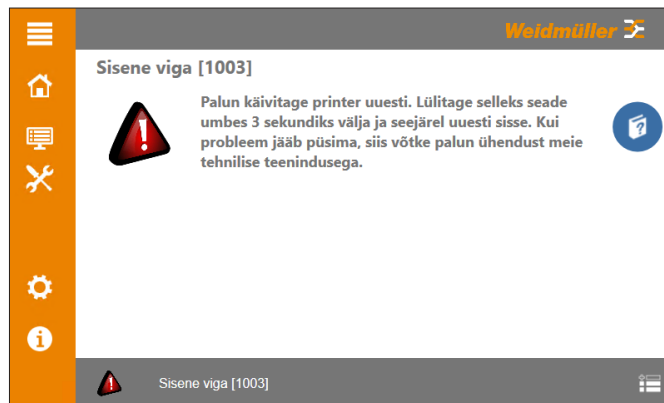 Weidmüller
Sisene viga [1003]
Palun käivitage printer uuesti. Lülitage selleks seade
umbes 3 sekundiks välja ja seejärel uuesti sisse. Kui
probleem jääb püsima, siis võtke palun ühendust meie
tehnilise teenindusega.
Sisene viga [1003]